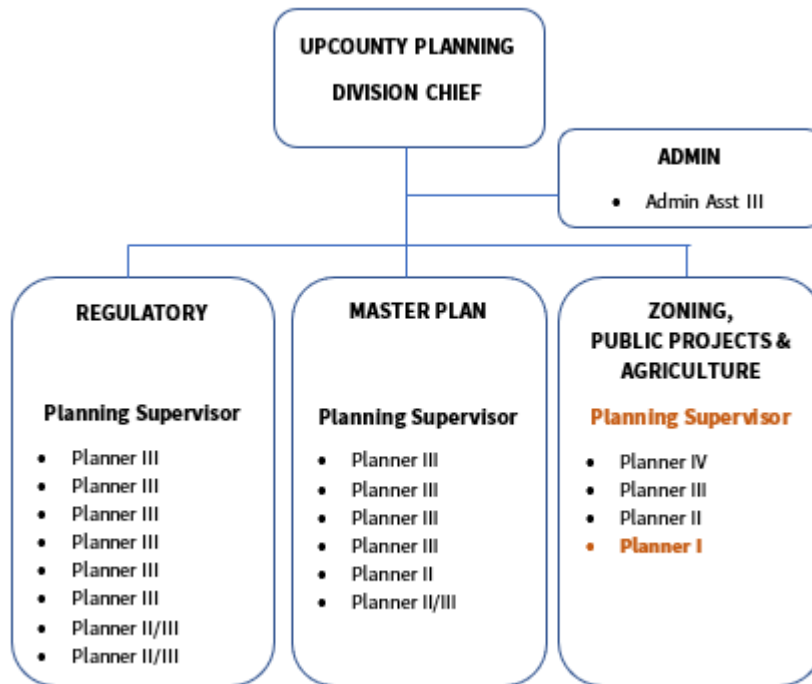 UPCOUNTY PLANNING
DIVISION CHIEF
ADMIN
• Admin Asst III
REGULATORY
Planning Supervisor
• Planner III
• Planner III
• Planner III
• Planner III
• Planner III
• Planner III
• Planner II/III
• Planner II/III
MASTER PLAN
Planning Supervisor
• Planner III
• Planner III
• Planner III
• Planner III
• Planner II
• Planner II/III
ZONING,
PUBLIC PROJECTS &
AGRICULTURE
Planning Supervisor
• Planner IV
• Planner III
• Planner II
• Planner I